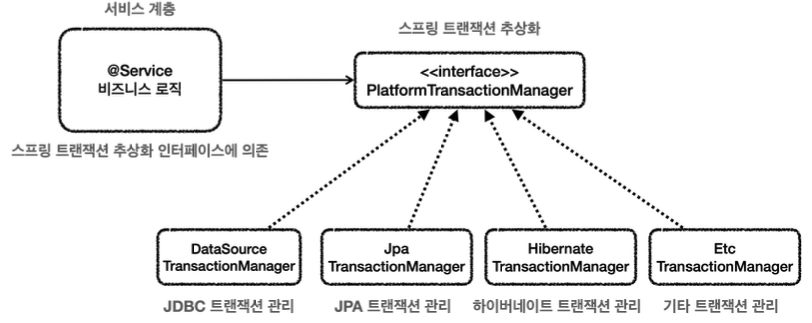 서비스 계층
스프링 트랜잭션 추상화
@Service
비즈니스 로직
<<interface>>
PlatformTransactionManager
스프링 트랜잭션 추상화 인터페이스에 의존
DataSource
TransactionManager
Jpa
TransactionManager
Hibernate
TransactionManager
Etc
TransactionManager
JDBC 트랜잭션 관리
JPA 트랜잭션 관리
하이버네이트 트랜잭션 관리
기타 트랜잭션 관리